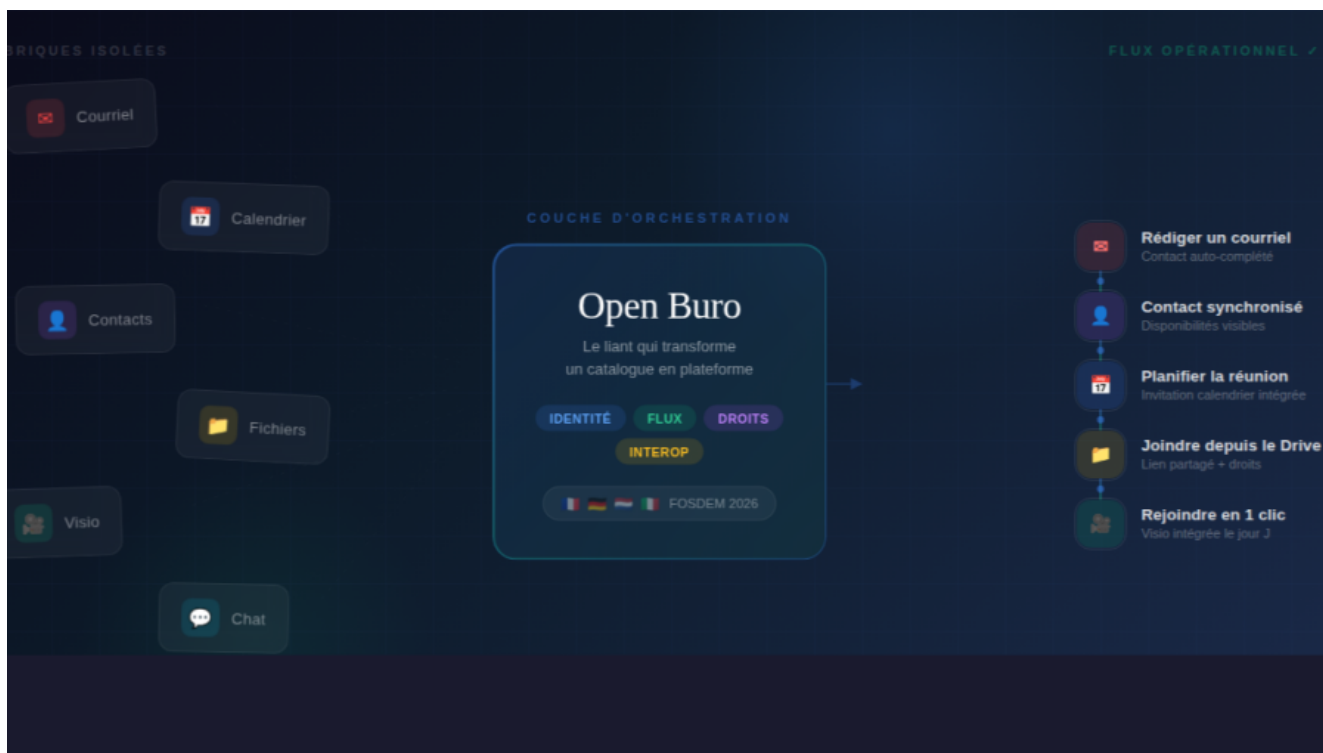 BRIQUES ISOLÉES
Courriel
Calendrier
Contacts
Fichiers
Visio
Chat
COUCHE D'ORCHESTRATION
Open Buro
Le liant qui transforme
un catalogue en plateforme
IDENTITÉ FLUX DROITS
INTEROP
FOSDEM 2026
FLUX OPÉRATIONNEL ✓
Rédiger un courriel
Contact auto-complété
Contact synchronisé
Disponibilités visibles
Planifier la réunion
Invitation calendrier intégrée
Joindre depuis le Drive
Lien partagé + droits
Rejoindre en 1 clic
Visio intégrée le jour J